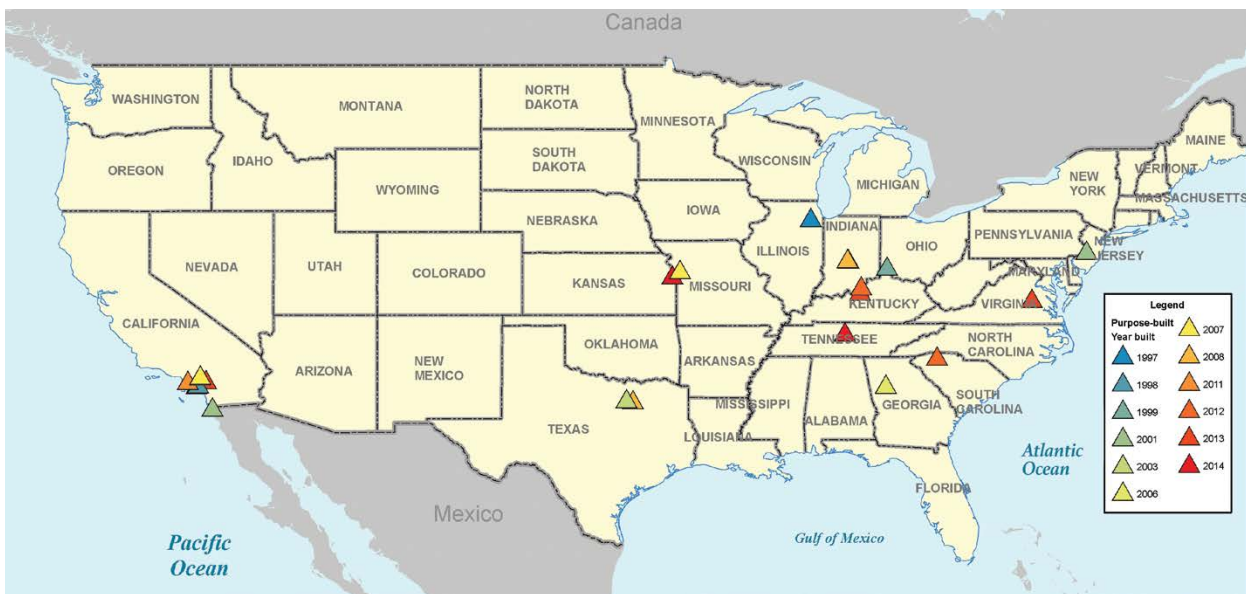 Canada
WASHINGTON
MONTANA
NORTH
DAKOTA
MINNESOTA
MAINE
OREGON
IDAHO
SOUTH
DAKOTA
WISCONSIN
MICHIGAN
NEW
YORK
VERMONT
MASSACHUSETTS
WYOMING
NEBRASKA
IOWA
ILLINOIS
INDIANA
OHIO
PENNSYLVANIA
NEW
JERSEY
NEVADA
UTAH
COLORADO
KANSAS
MISSOURI
KENTUCKY
VIRGIN
MARYLAND
CALIFORNIA
ARIZONA
NEW
MEXICO
OKLAHOMA
ARKANSAS
TENNESSEE
NORTH
CAROLINA
SOUTH
CAROLINA
TEXAS
LOUISIANA
MISSISSIPPI
ALABAMA
GEORGIA
FLORIDA
Mexico
Pacific
Ocean
Gulf of Mexico
Atlantic
Ocean
Legend
Purpose-built
Year built
1997
1998
1999
2001
2003
2006
2007
2008
2011
2012
2013
2014